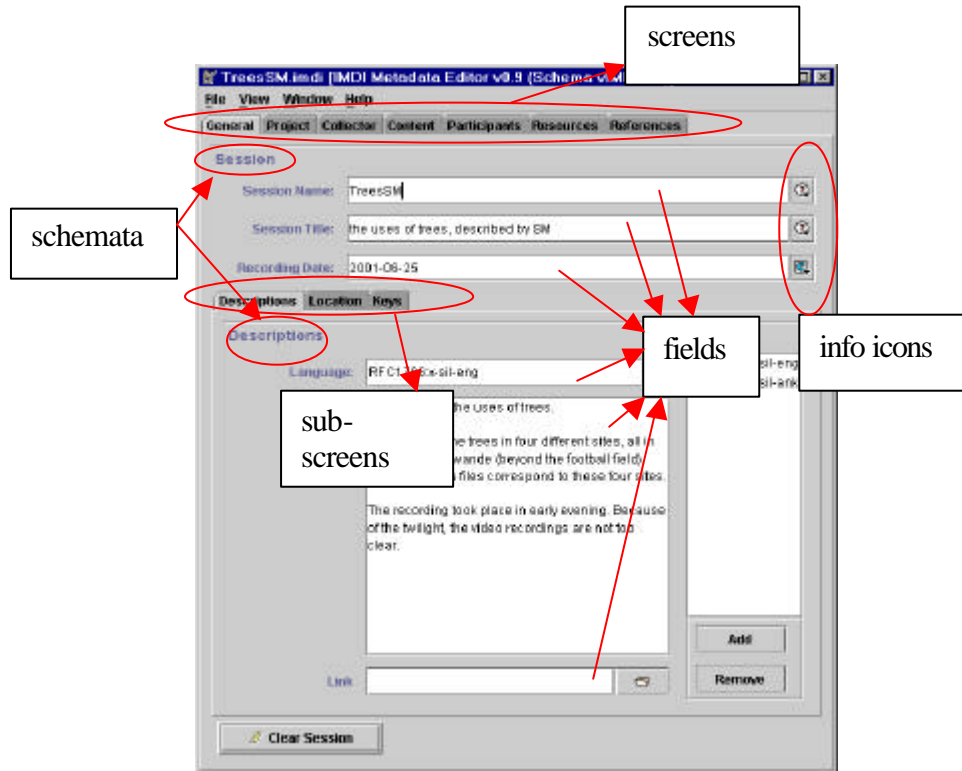 screens
TreesSM.imdi [IMDI Metadata Editor v0.9 (Schema
File View Window Help
General Project Collector Content Participants Resources References
Session
Session Name: TreesSM
schemata
Session Title: the uses of trees, described by SM
Recording Date: 2001-06-25
Descriptions Location Keys
Descriptions
fields
info icons
Language: RFC1766:x-sil-eng
sil-eng
sil-ank
sub-
screens
he uses of trees.
he trees in four different sites, all in
wande (beyond the football field)
files correspond to these four sites.
The recording took place in early evening. Because
of the twilight, the video recordings are not too
clear.
Add
Link
Remove
Clear Session